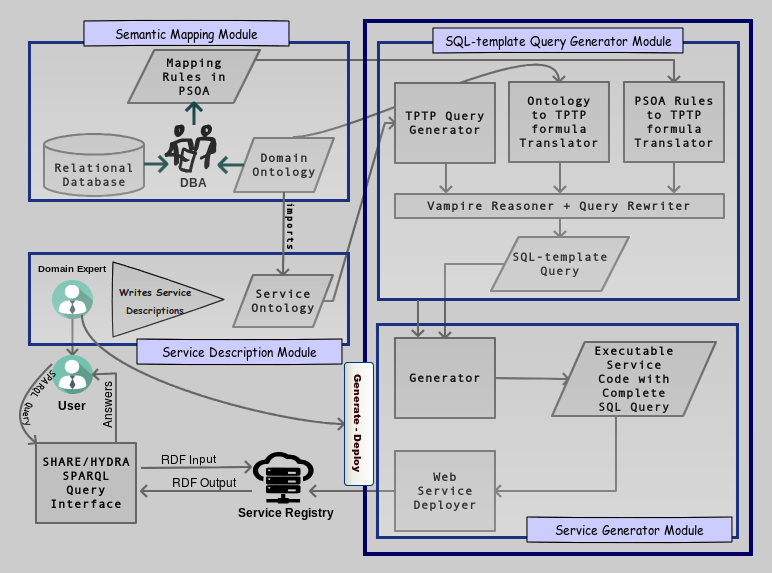 Semantic Mapping Module
Mapping
Rules in
PSOA
Relational
Database
DBA
Domain
Ontology
imports
Domain Expert
Writes Service
Descriptions
Service
Ontology
Service Description Module
User
SPARQL Query
Answers
SHARE/HYDRA
SPARQL
Query
Interface
RDF Input
RDF Output
Service Registry
Generate - Deploy
SQL-template Query Generator Module
TPTP Query
Generator
Ontology
to TPTP
formula
Translator
PSOA Rules
to TPTP
formula
Translator
Vampire Reasoner + Query Rewriter
SQL-template
Query
Generator
Executable
Service
Code with
Complete
SQL Query
Web
Service
Deployer
Service Generator Module